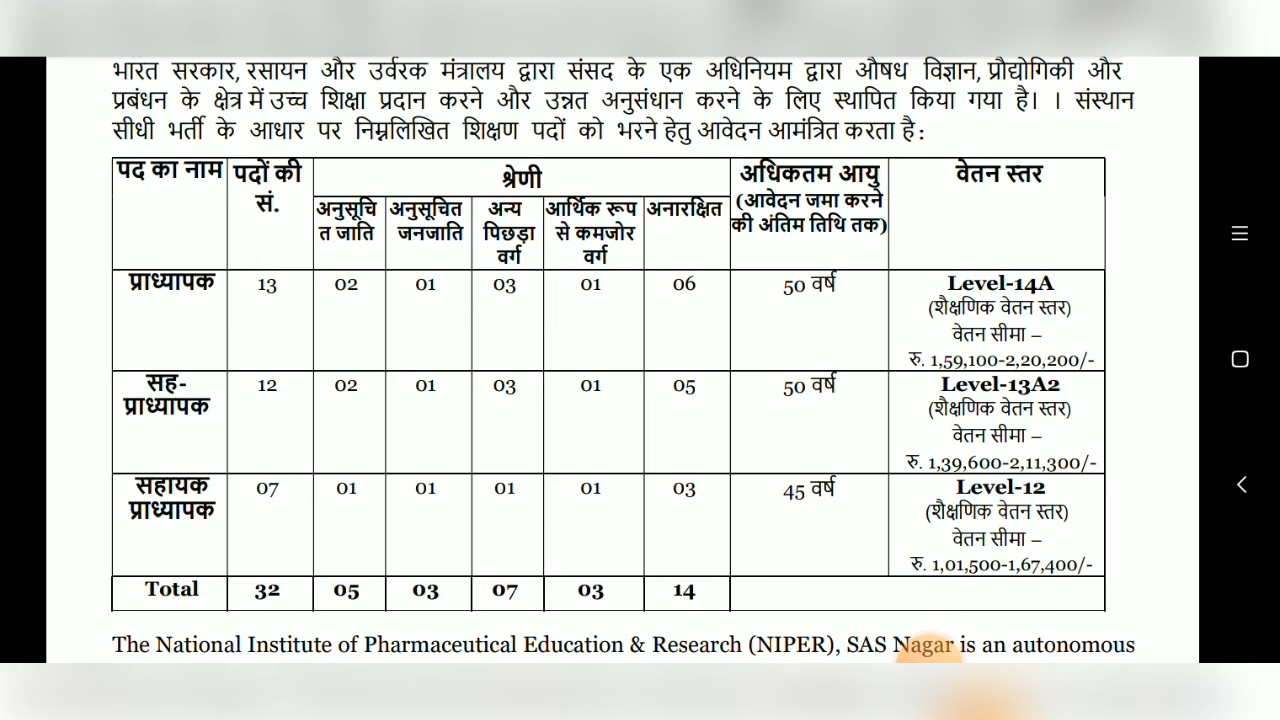 भारत सरकार, रसायन और उर्वरक मंत्रालय द्वारा संसद के एक अधिनियम द्वारा औषध विज्ञान, प्रौद्योगिकी और
प्रबंधन के क्षेत्र में उच्च शिक्षा प्रदान करने और उन्नत अनुसंधान करने के लिए स्थापित किया गया है। । संस्थान
सीधी भर्ती के आधार पर निम्नलिखित शिक्षण पदों को भरने हेतु आवेदन आमंत्रित करता है:
पद का नाम पदों की सं. श्रेणी अधिकतम आयु (आवेदन जमा करने की अंतिम तिथि तक) वेतन स्तर
अनुसूचि त जाति अनुसूचित जनजाति अन्य पिछड़ा वर्ग आर्थिक रूप से कमजोर वर्ग अनारक्षित
प्राध्यापक 13 02 01 03 01 06 50 वर्ष Level-14A
(शैक्षणिक वेतन स्तर)
वेतन सीमा –
रु. 1,59,100-2,20,200/-
सह- प्राध्यापक 12 02 01 03 01 05 50 वर्ष Level-13A2
(शैक्षणिक वेतन स्तर)
वेतन सीमा –
रु. 1,39,600-2,11,300/-
सहायक प्राध्यापक 07 01 01 01 01 03 45 वर्ष Level-12
(शैक्षणिक वेतन स्तर)
वेतन सीमा –
रु. 1,01,500-1,67,400/-
Total 32 05 03 07 03 14
The National Institute of Pharmaceutical Education & Research (NIPER), SAS Nagar is an autonomous